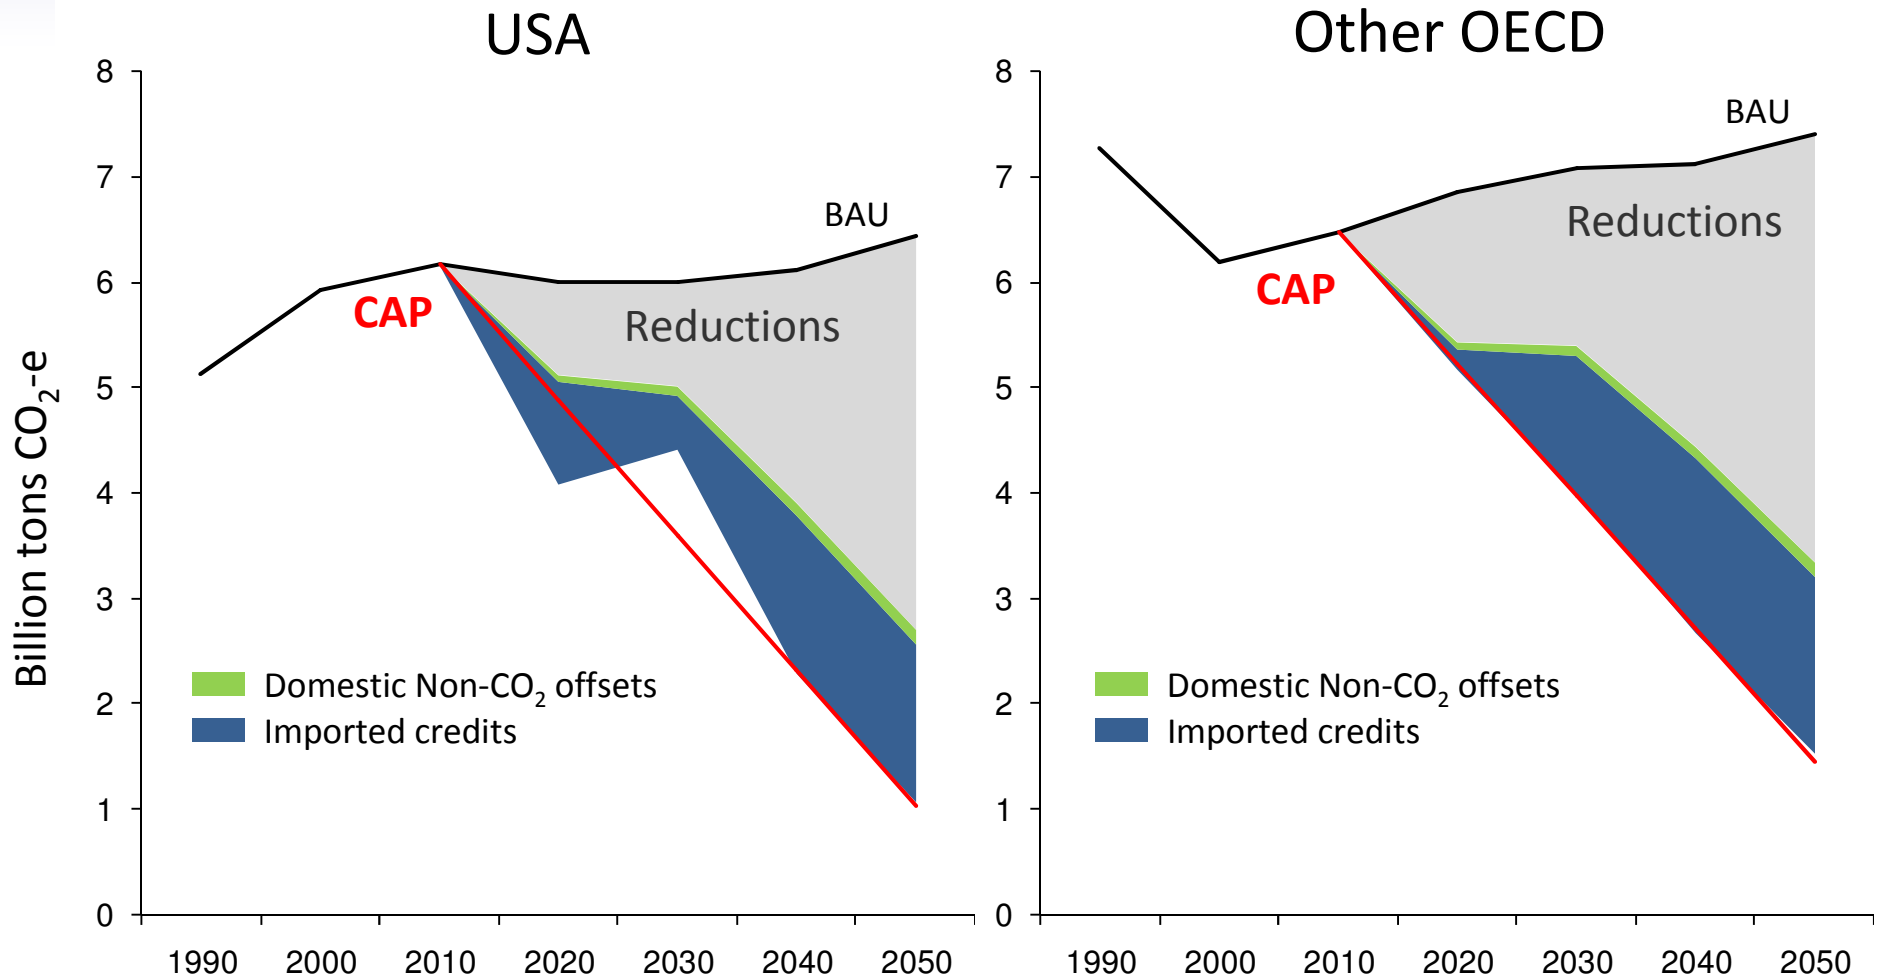 USA
Other OECD
Billion tons CO₂-e
8
7
6
5
4
3
2
1
0
BAU
CAP
Reductions
Domestic Non-CO₂ offsets
Imported credits
1990 2000 2010 2020 2030 2040 2050
8
7
6
5
4
3
2
1
0
BAU
Reductions
CAP
Domestic Non-CO₂ offsets
Imported credits
1990 2000 2010 2020 2030 2040 2050